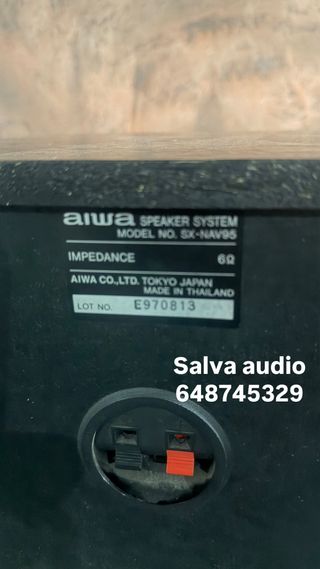 aiwa SPEAKER SYSTEM
MODEL NO. SX-NAV95
IMPEDANCE 6Ω
AIWA CO.,LTD. TOKYO JAPAN
MADE IN THAILAND
LOT NO. E970813
Salva audio
648745329